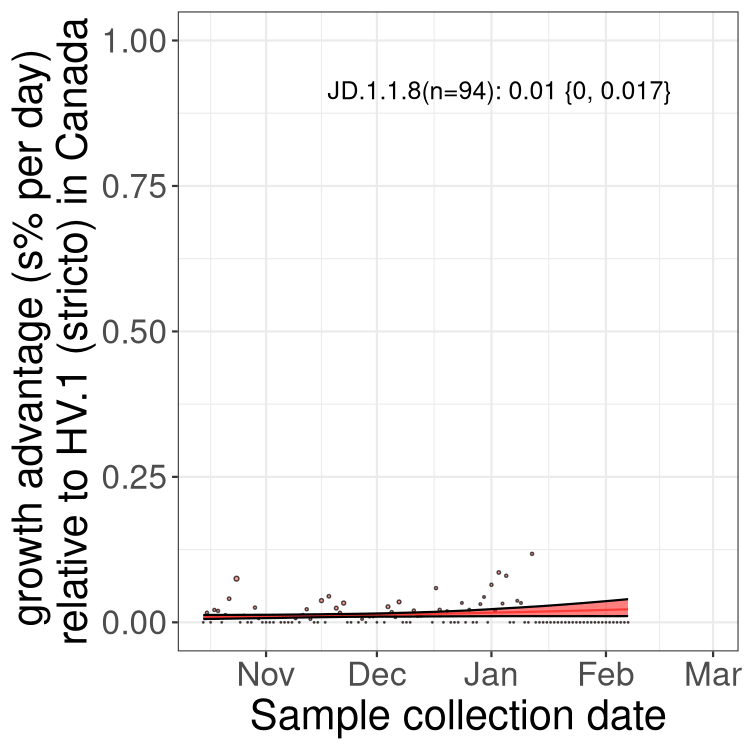 growth advantage (s% per day)
relative to HV.1 (stricto) in Canada
1.00
0.75
0.50
0.25
0.00
JD.1.1.8(n=94): 0.01 {0, 0.017}
Nov Dec Jan Feb Mar
Sample collection date